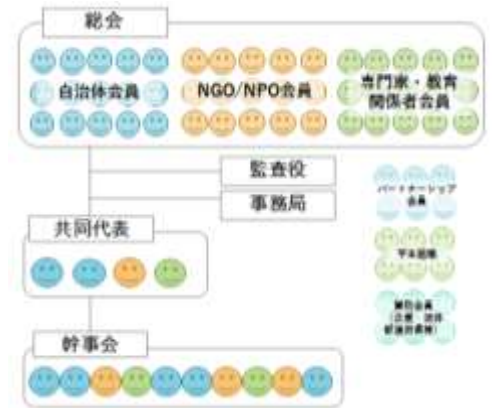 総会
自治体会員
NGO/NPO会員
専門家・教育
関係者会員
監査役
事務局
共同代表
幹事会
パートナーシップ
会員